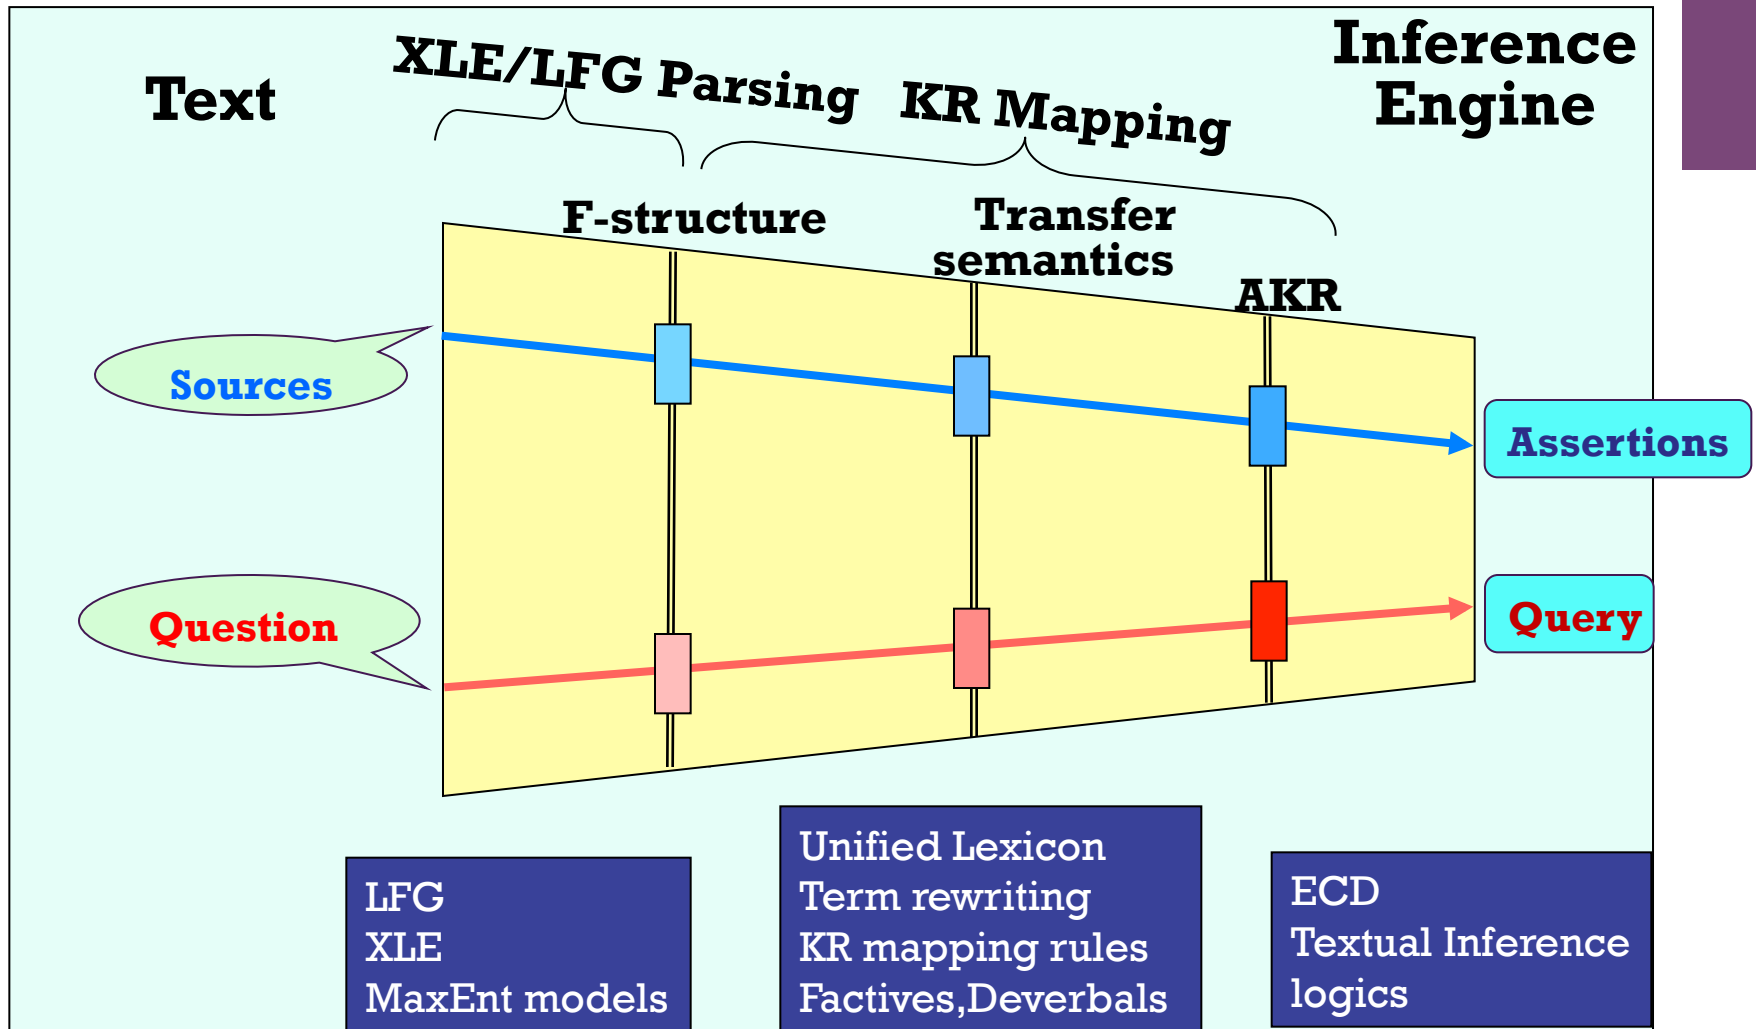 Text
XLE/LFG Parsing
KR Mapping
Inference
Engine
F-structure
Transfer
semantics
AKR
Sources
Assertions
Question
Query
LFG
XLE
MaxEnt models
Unified Lexicon
Term rewriting
KR mapping rules
Factives,Deverbals
ECD
Textual Inference
logics